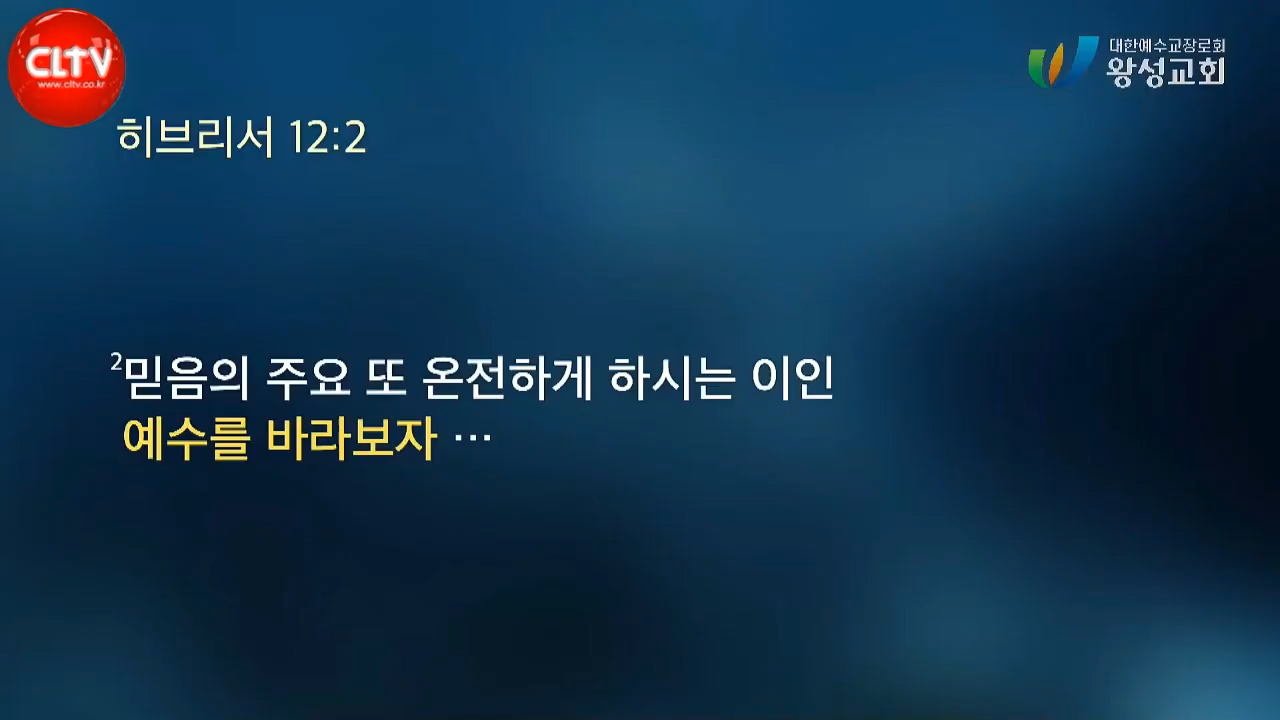 CLTV
www.cltv.co.kr
대한예수교장로회
왕성교회
히브리서 12:2
2믿음의 주요 또 온전하게 하시는 이인
예수를 바라보자 …